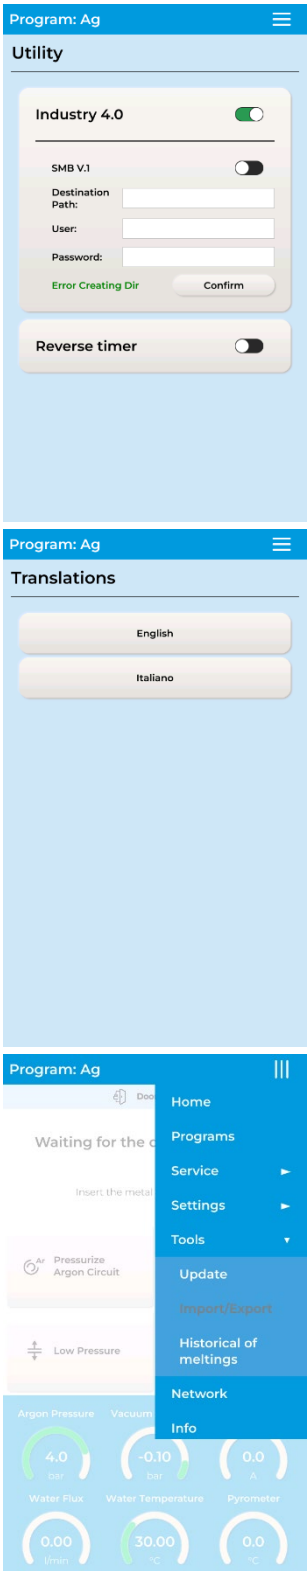 Program: Ag
Utility
Industry 4.0
SMB V.1
Destination
Path:
User:
Password:
Error Creating Dir
Confirm
Reverse timer
Program: Ag
Translations
English
Italiano
Program: Ag
Doo
Waiting for the c
Insert the metal
Ar
Pressurize
Argon Circuit
Low Pressure
Home
Programs
Service
Settings
Tools
Update
Import/Export
Historical of
meltings
Network
Info
Argon Pressure
Vacuum
4.0
bar
-0.10
bar
0.0
A
Water Flux
Water Temperature
Pyrometer
0.00
l/min
30.00
°C
0.0
°C